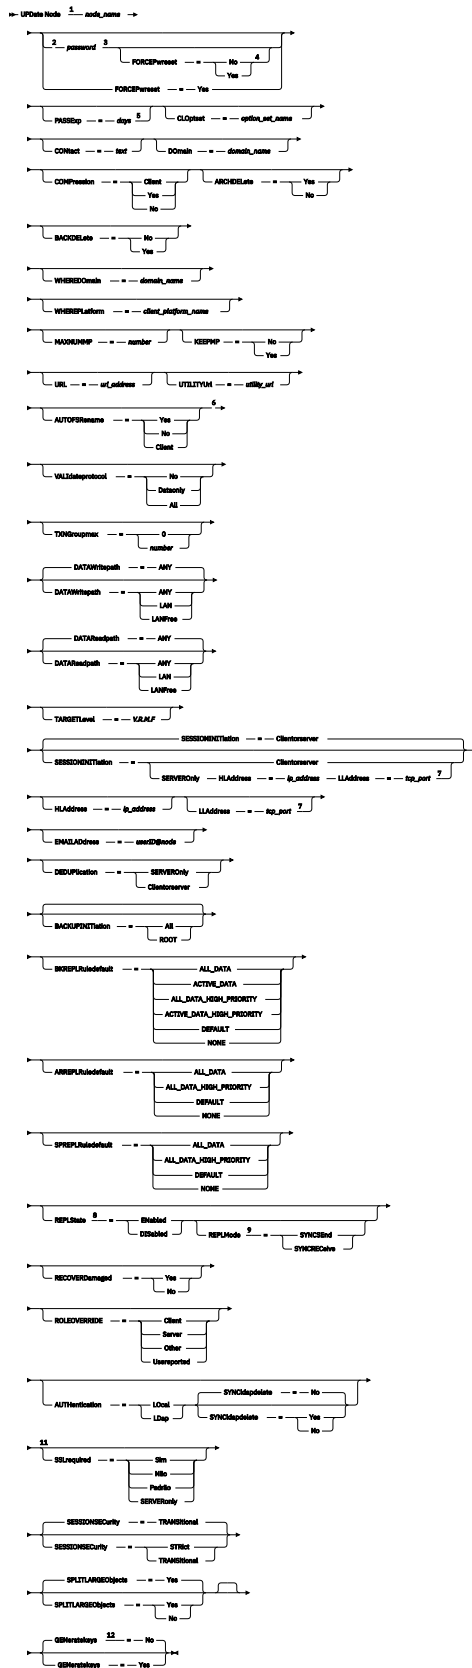 UPDate Node 1 node_name
2 password 3
FORCEPwreset = No 4
Yes
FORCEPwreset = Yes
PASSExp = days 5 CLOptset = option_set_name
CONtact = text DOmain = domain_name
COMPression = Client ARCHDELete = Yes
Yes No
No
BACKDELete = No
Yes
WHEREDOmain = domain_name
WHEREPLatform = client_platform_name
MAXNUMMP = number KEEPMP = No
Yes
URL = url_address UTILITYUrl = utility_url
6
AUTOFSRename = Yes
No
Client
VALIdateprotocol = No
Dataonly
All
TXNGroupmax = 0
number
DATAWritepath = ANY
DATAWritepath = ANY
LAN
LANFree
DATAReadpath = ANY
DATAReadpath = ANY
LAN
LANFree
TARGETLevel = V.R.M.F
SESSIONINITiation = Clientorserver
SESSIONINITiation = Clientorserver
SERVEROnly HLAddress = ip_address LLAddress = tcp_port 7
HLAddress = ip_address LLAddress = tcp_port 7
EMAILADdress = userID@node
DEDUPlication = SERVEROnly
Clientorserver
BACKUPINITiation = All
ROOT
BKREPLRuledefault = ALL_DATA
ACTIVE_DATA
ALL_DATA_HIGH_PRIORITY
ACTIVE_DATA_HIGH_PRIORITY
DEFAULT
NONE
ARREPLRuledefault = ALL_DATA
ALL_DATA_HIGH_PRIORITY
DEFAULT
NONE
SPREPLRuledefault = ALL_DATA
ALL_DATA_HIGH_PRIORITY
DEFAULT
NONE
REPLState 8 = ENabled
DISabled REPLMode 9 = SYNCSEnd
SYNCRECeive
RECOVERDamaged = Yes
No
ROLEOVERRIDE = Client
Server
Other
Usereported
SYNCldapdelete = No
AUTHentication = LOcal
LDap SYNCldapdelete = Yes
No
11
SSLrequired = Sim
Não
Padrão
SERVERonly
SESSIONSECurity = TRANSitional
SESSIONSECurity = STRict
TRANSitional
SPLITLARGEObjects = Yes
SPLITLARGEObjects = Yes
No
GENeratekeys 12 = No
GENeratekeys = Yes